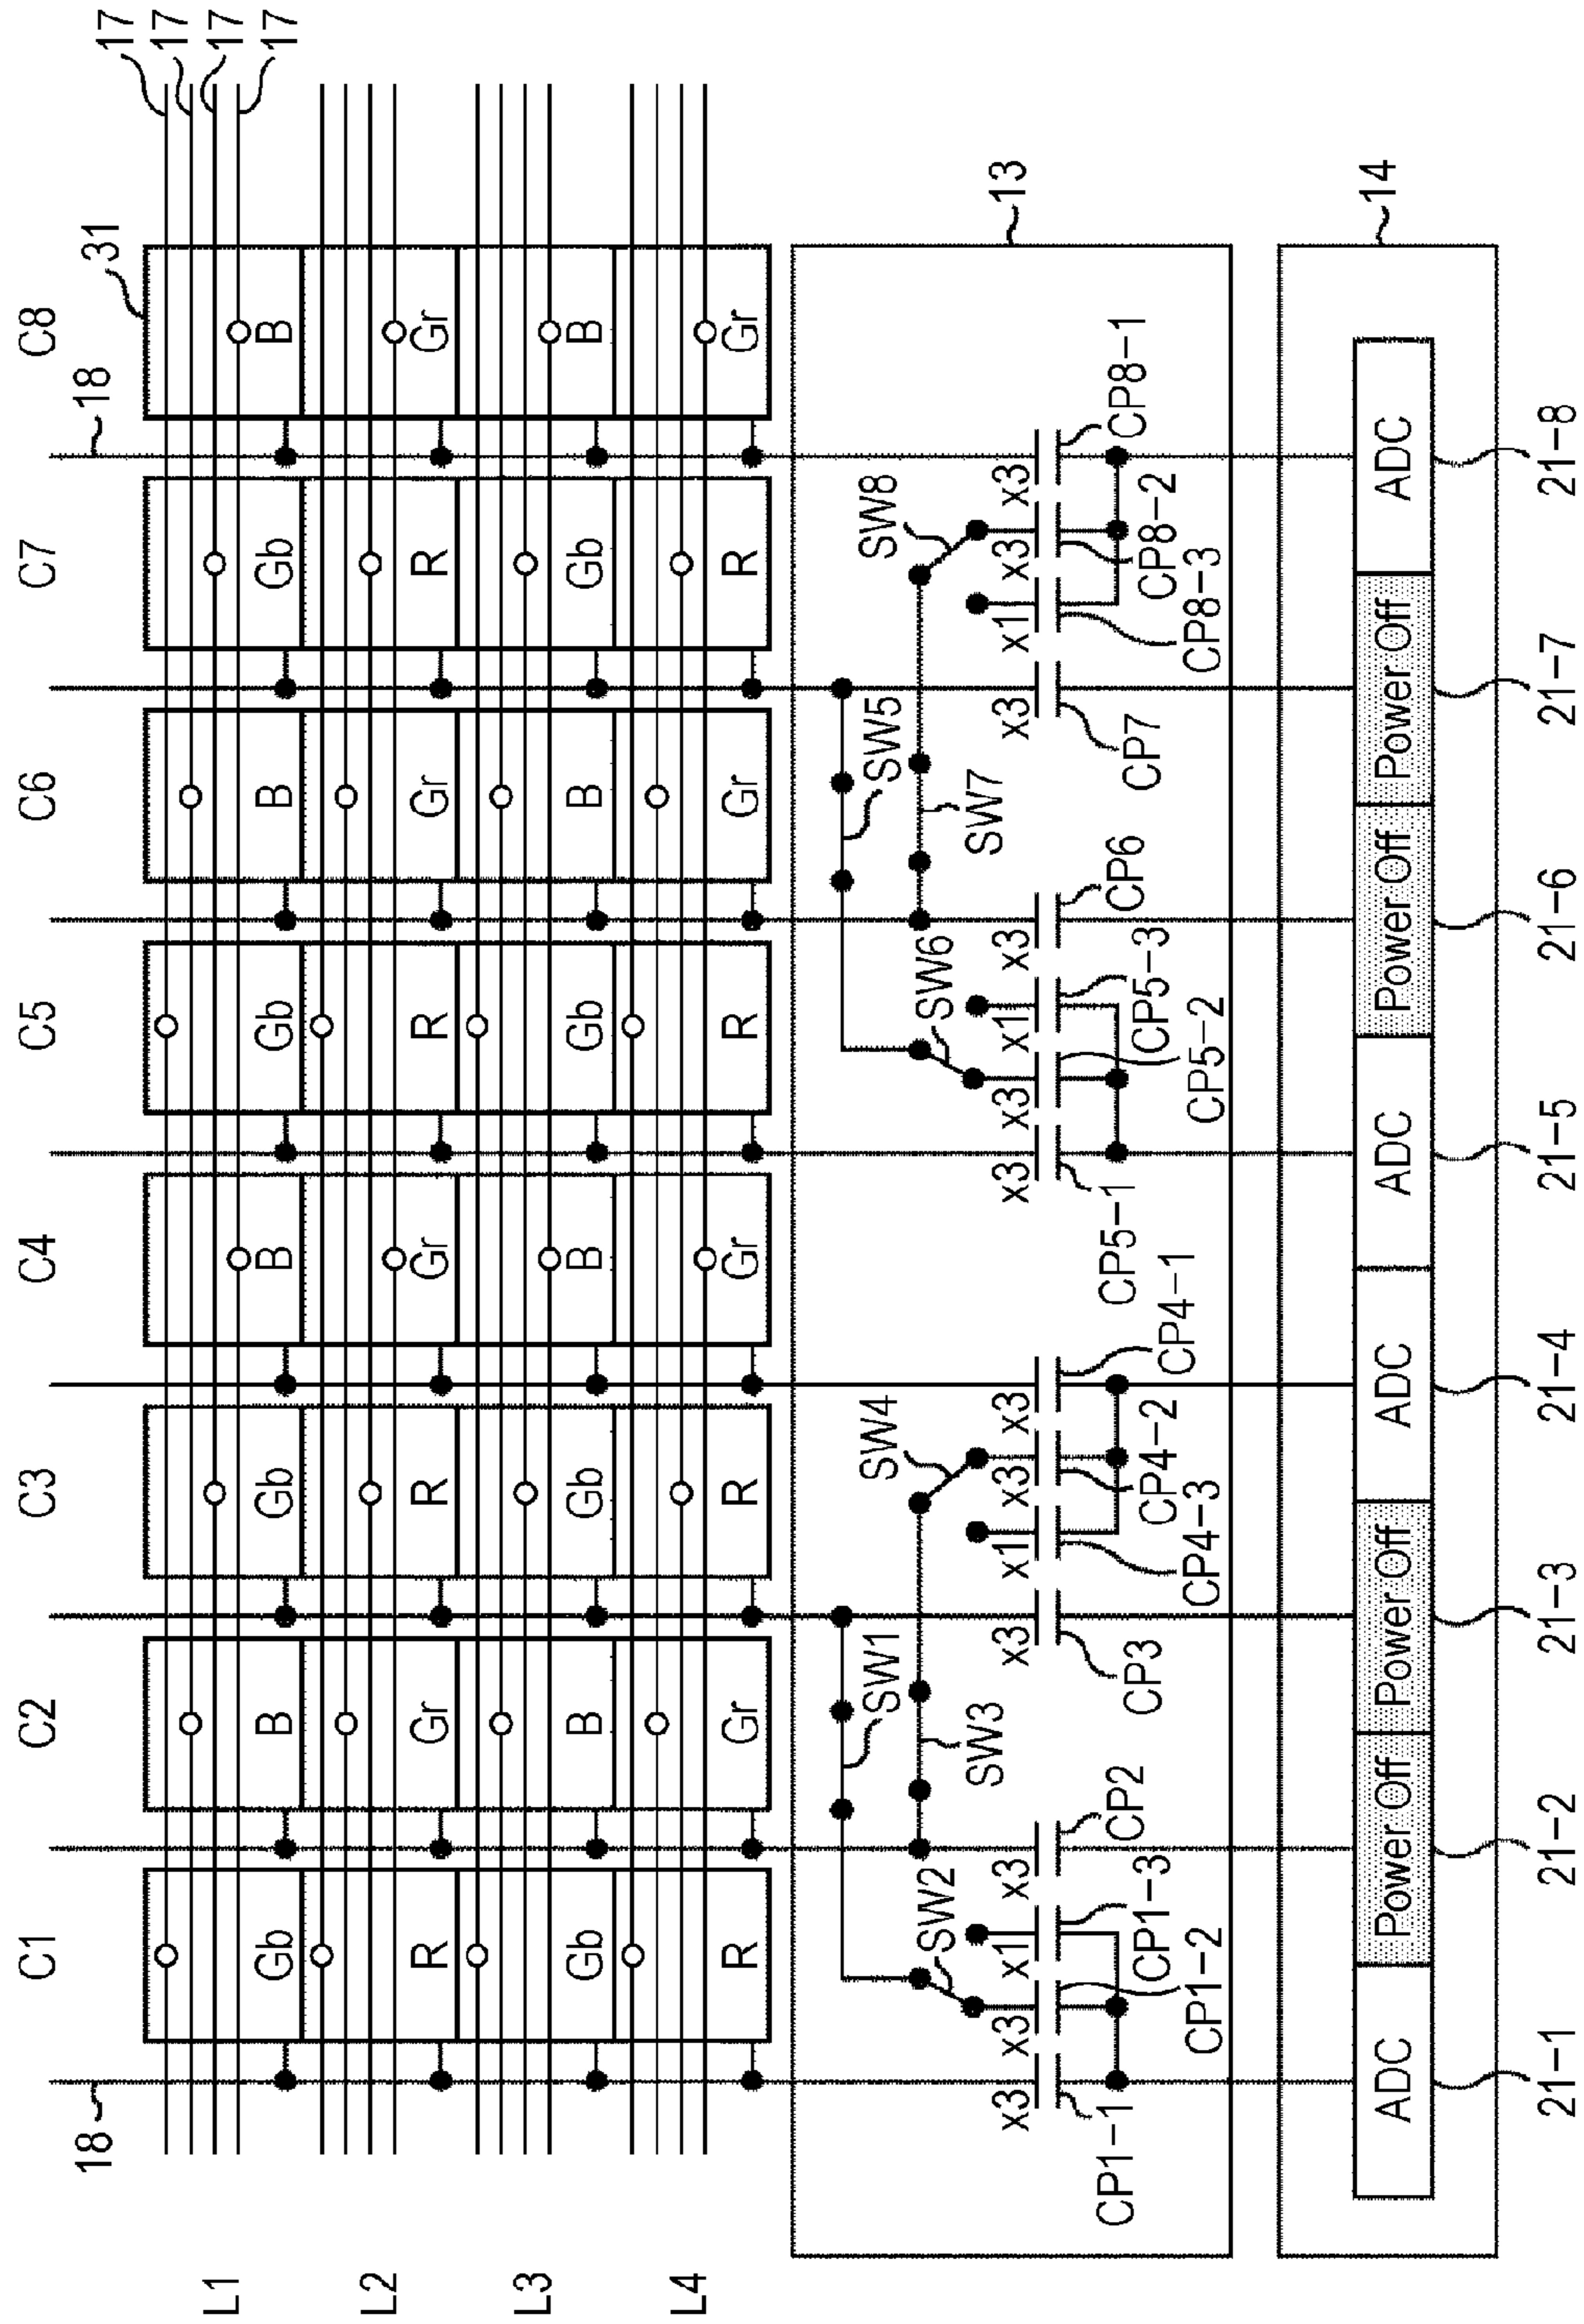 C1 C2 C3 C4 C5 C6 C7 C8
18 18 31 17 17 17 17
L1 Gb B Gb B Gb B Gb B
L2 R Gr R Gr R Gr R Gr
L3 Gb B Gb B Gb B Gb B
L4 R Gr R Gr R Gr R Gr
13
SW1 SW5
SW2 SW4 SW6 SW8
SW3 SW7
x3 x3 x1 x3 x3 x1 x3 x3 x3 x3 x1 x3 x3 x1 x3 x3
CP1-1 CP1-2 CP1-3 CP2 CP3 CP4-3 CP4-2 CP4-1
CP5-1 CP5-2 CP5-3 CP6 CP7 CP8-3 CP8-2 CP8-1
14
ADC Power Off Power Off ADC ADC Power Off Power Off ADC
21-1 21-2 21-3 21-4 21-5 21-6 21-7 21-8